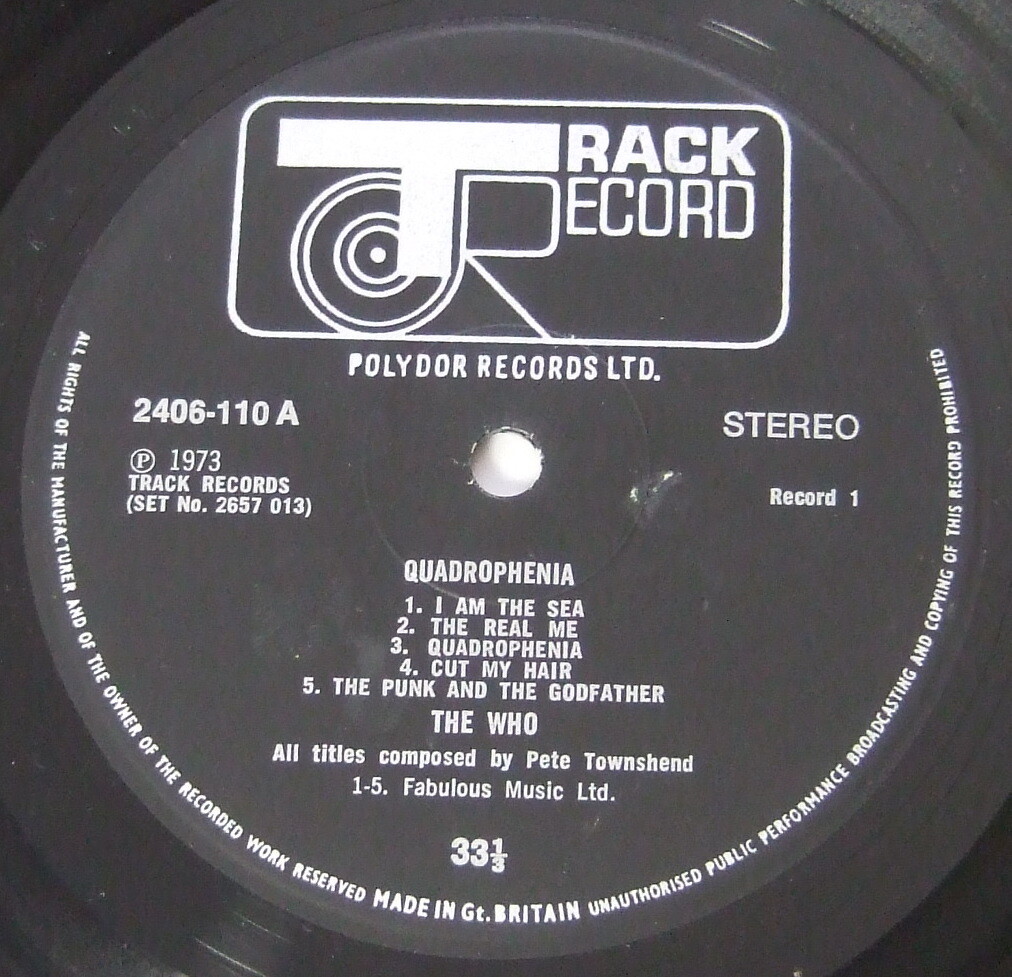 TRACK
RECORD
POLYDOR RECORDS LTD.
2406-110 A
STEREO
Ⓟ 1973
TRACK RECORDS
(SET No. 2657 013)
Record 1
QUADROPHENIA
1. I AM THE SEA
2. THE REAL ME
3. QUADROPHENIA
4. CUT MY HAIR
5. THE PUNK AND THE GODFATHER
THE WHO
All titles composed by Pete Townshend
1-5. Fabulous Music Ltd.
33⅓
ALL RIGHTS OF THE MANUFACTURER AND OF THE OWNER OF THE RECORDED WORK RESERVED MADE IN Gt. BRITAIN UNAUTHORISED PUBLIC PERFORMANCE BROADCASTING AND COPYING OF THIS RECORD PROHIBITED